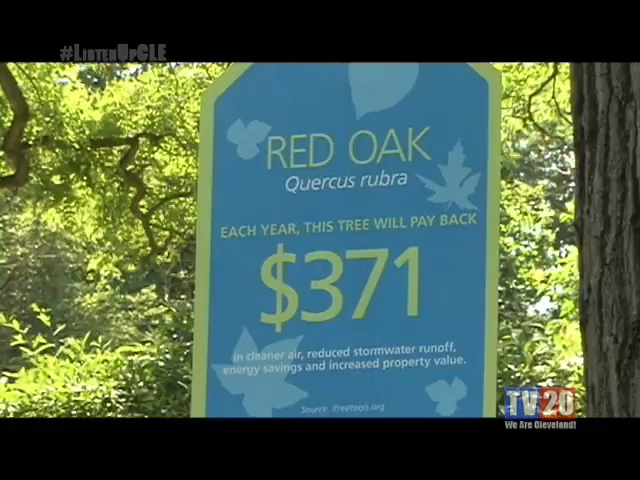 #ListenUpCLE
RED OAK
Quercus rubra
EACH YEAR, THIS TREE WILL PAY BACK
$371
in cleaner air, reduced stormwater runoff,
energy savings and increased property value.
Source: itreetools.org
TV20
We Are Cleveland!